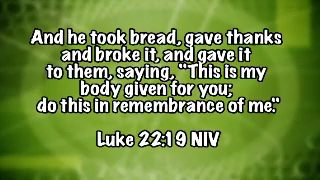 And he took bread, gave thanks
and broke it, and gave it
to them, saying, "This is my
body given for you;
do this in remembrance of me."
Luke 22:19 NIV